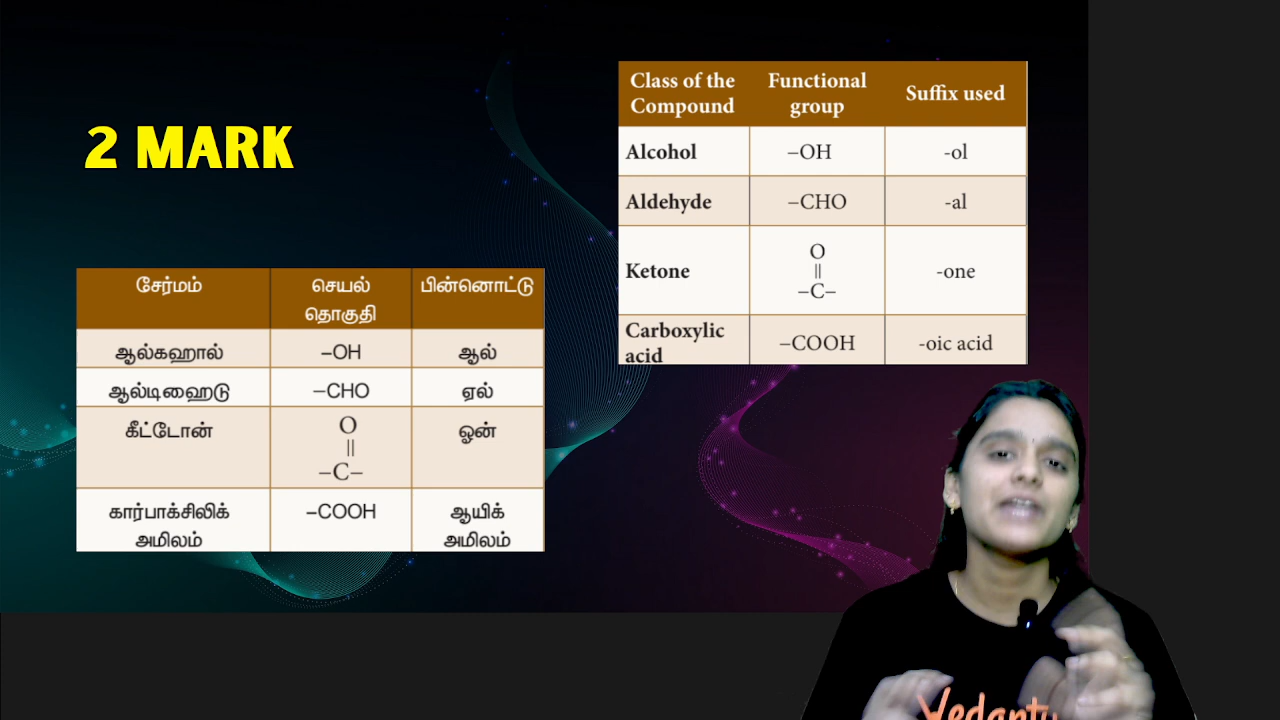 2 MARK
Class of the Compound	Functional group	Suffix used
Alcohol	–OH	-ol
Aldehyde	–CHO	-al
Ketone	O
||
–C–	-one
Carboxylic acid	–COOH	-oic acid
சேர்மம்	செயல் தொகுதி	பின்னொட்டு
ஆல்கஹால்	–OH	ஆல்
ஆல்டிஹைடு	–CHO	ஏல்
கீட்டோன்	O
||
–C–	ஓன்
கார்பாக்சிலிக் அமிலம்	–COOH	ஆயிக் அமிலம்